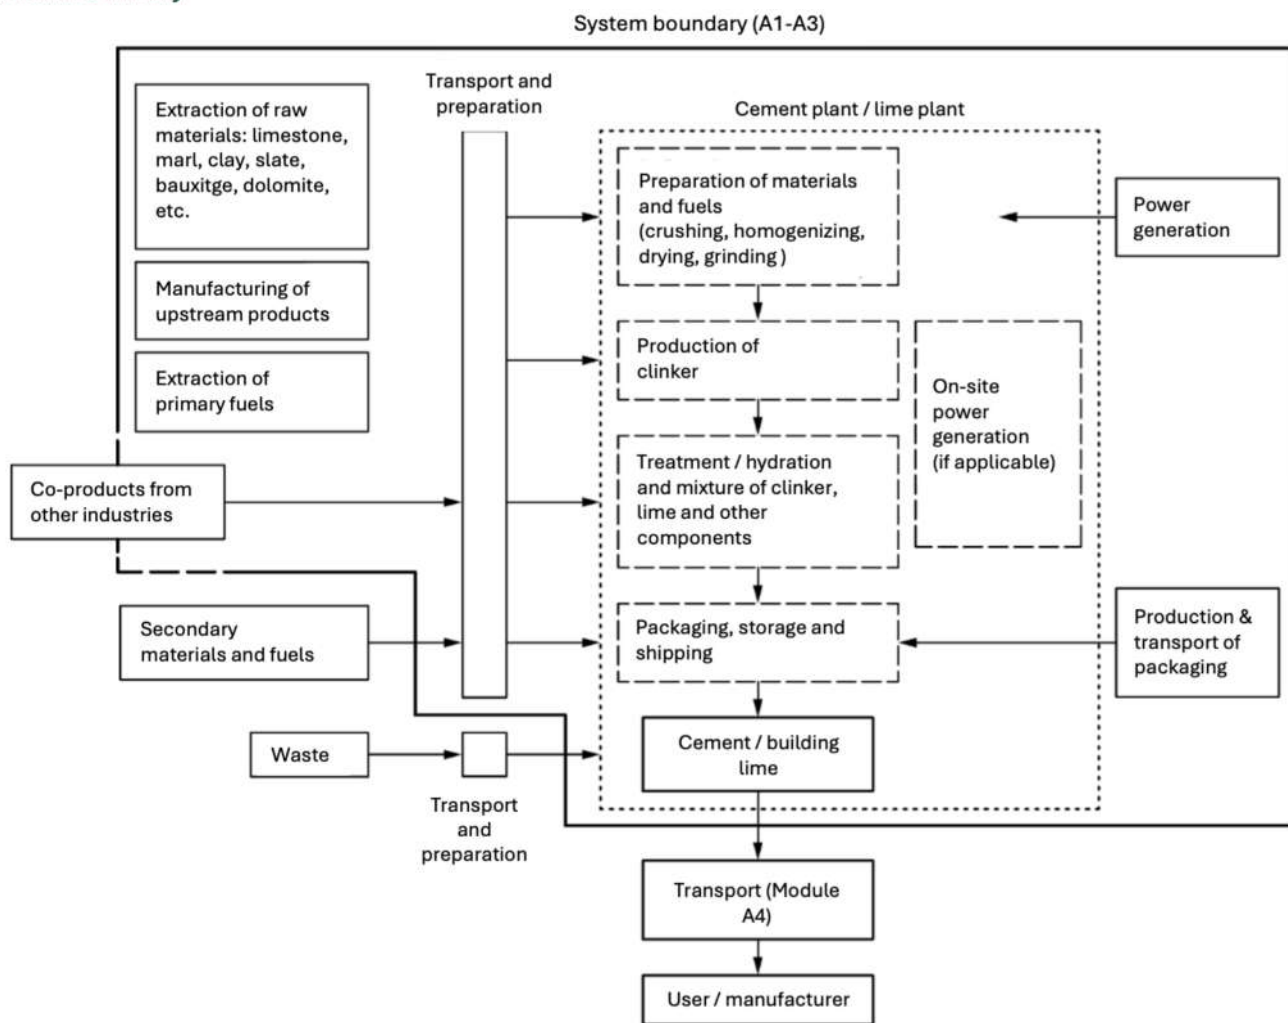 System boundary (A1-A3)
Transport and
preparation
Extraction of raw
materials: limestone,
marl, clay, slate,
bauxitge, dolomite,
etc.
Cement plant / lime plant
Preparation of materials
and fuels
(crushing, homogenizing,
drying, grinding )
Power
generation
Manufacturing of
upstream products
Production of
clinker
Extraction of
primary fuels
On-site
power
generation
(if applicable)
Treatment / hydration
and mixture of clinker,
lime and other
components
Co-products from
other industries
Secondary
materials and fuels
Packaging, storage and
shipping
Production &
transport of
packaging
Waste
Cement / building
lime
Transport
and
preparation
Transport (Module
A4)
User / manufacturer